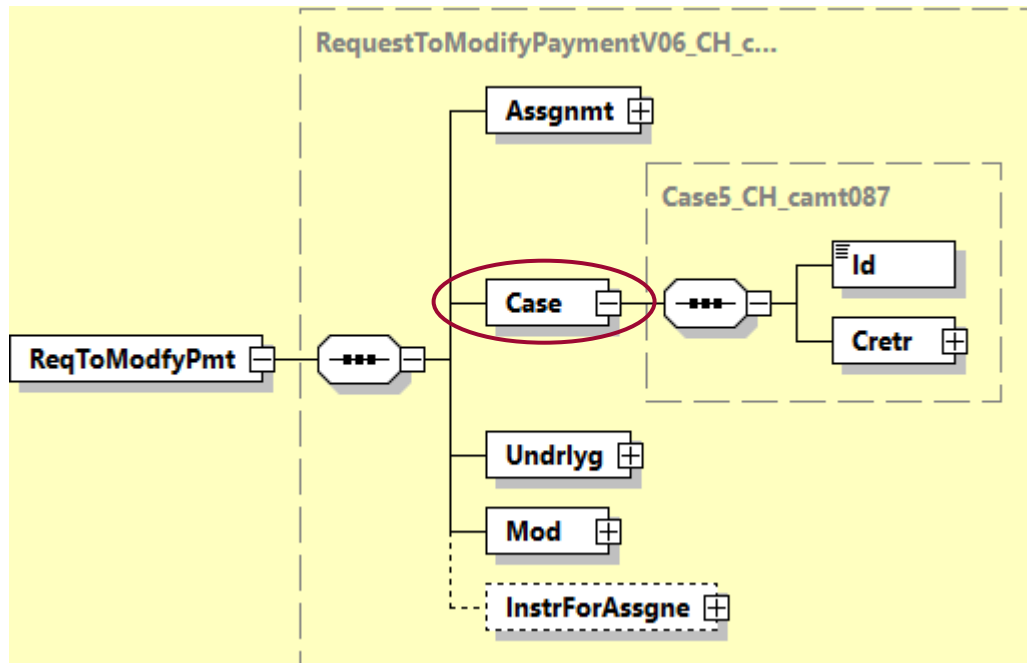 RequestToModifyPaymentV06_CH_c...
Assgnmt
Case5_CH_camt087
Id
Case
Cretr
ReqToModfyPmt
Undrlyg
Mod
InstrForAssgne